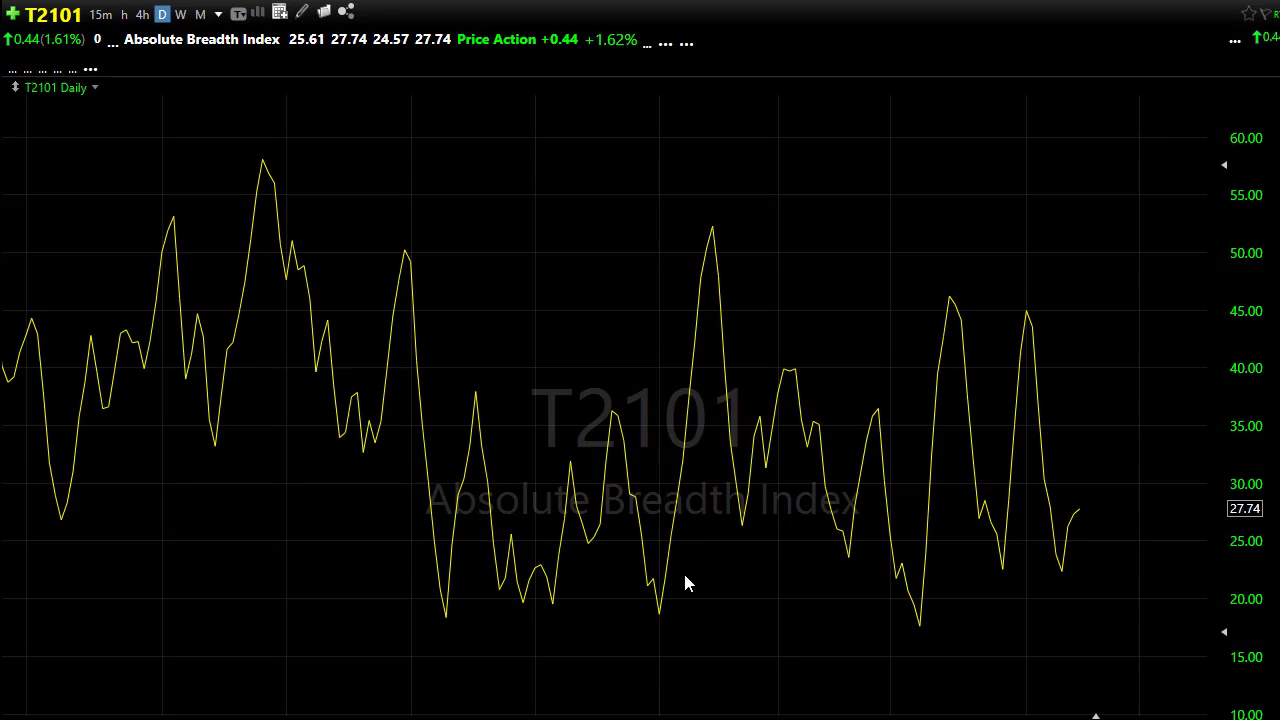 T2101 15m h 4h D W M T
0.44(1.61%) 0 ... Absolute Breadth Index 25.61 27.74 24.57 27.74 Price Action +0.44 +1.62% ... ... ... ... 0.44
... ... ... ... ... ...
T2101 Daily
60.00
55.00
50.00
45.00
40.00
T2101
35.00
Absolute Breadth Index
30.00
27.74
25.00
20.00
15.00
10.00